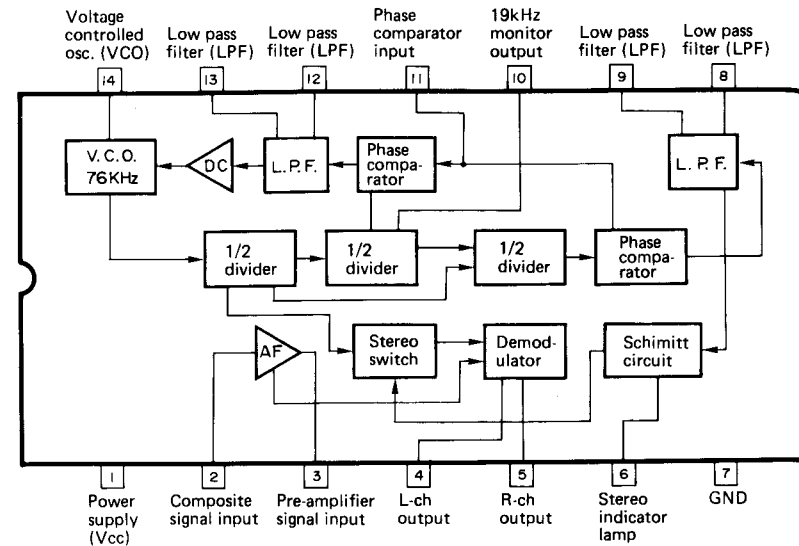 Voltage
controlled
osc. (VCO)
Low pass
filter (LPF)
Low pass
filter (LPF)
Phase
comparator
input
19kHz
monitor
output
Low pass
filter (LPF)
Low pass
filter (LPF)
14
13
12
11
10
9
8
V.C.O.
76KHz
DC
L.P.F.
Phase
compa-
rator
L.P.F.
1/2
divider
1/2
divider
1/2
divider
Phase
compa-
rator
AF
Stereo
switch
Demod-
ulator
Schimitt
circuit
1
2
3
4
5
6
7
Power
supply
(Vcc)
Composite
signal input
Pre-amplifier
signal input
L-ch
output
R-ch
output
Stereo
indicator
lamp
GND